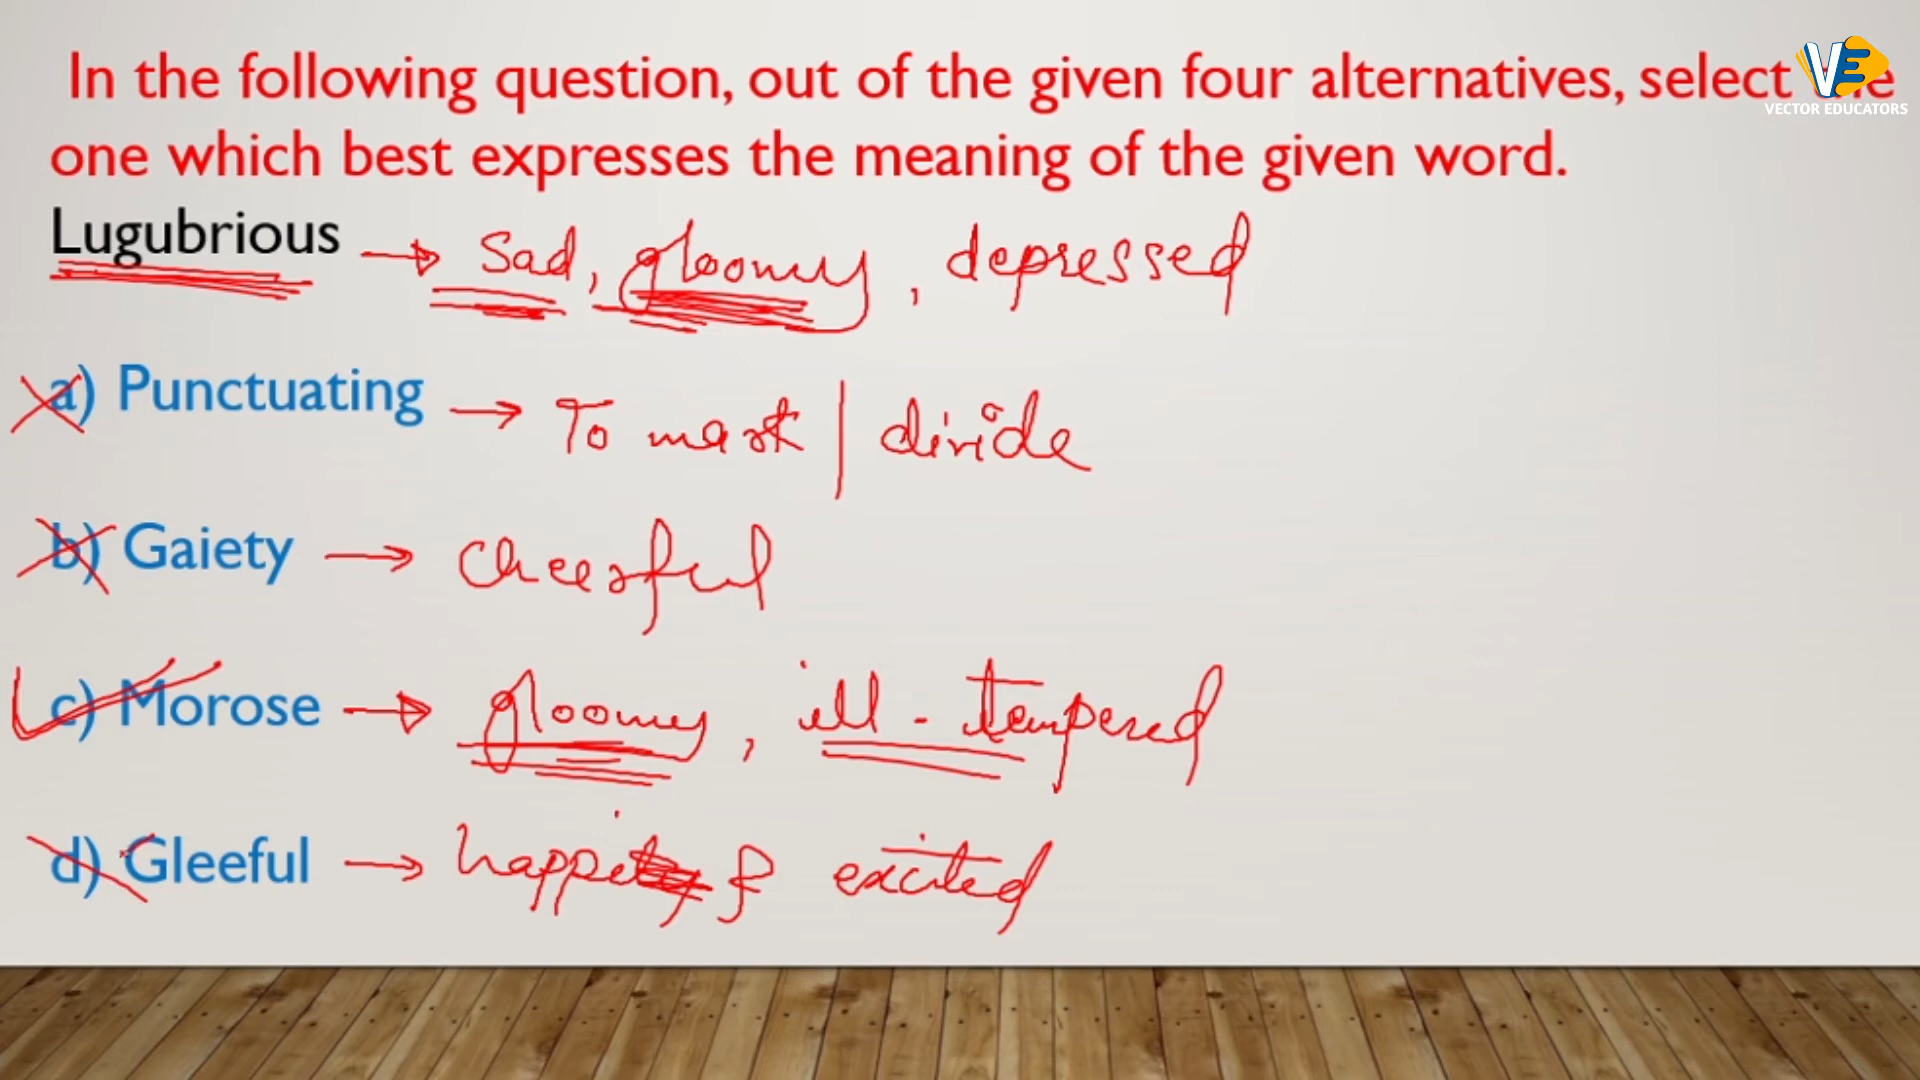 In the following question, out of the given four alternatives, select
VECTOR EDUCATORS
one which best expresses the meaning of the given word.
Lugubrious → sad, gloomy, depressed
a) Punctuating → To mark | divide
b) Gaiety → cheerful
c) Morose → gloomy, ill-tempered
d) Gleeful → excited